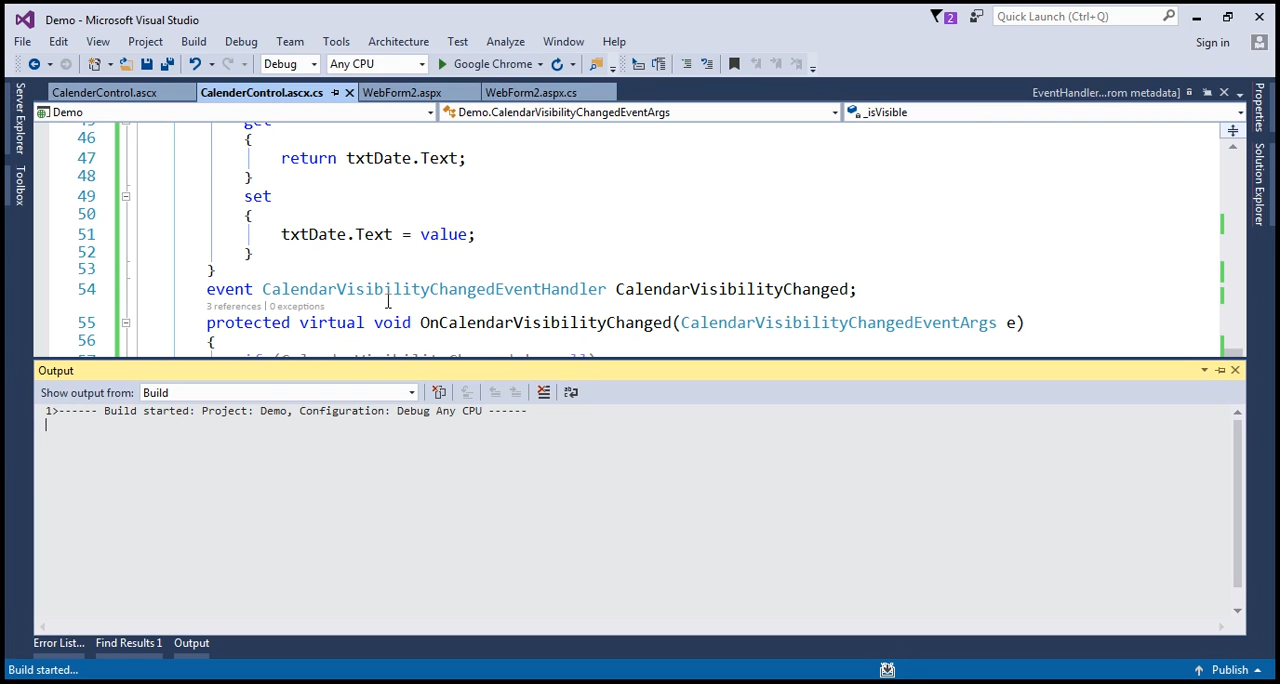 Demo - Microsoft Visual Studio
2
Quick Launch (Ctrl+Q)
File Edit View Project Build Debug Team Tools Architecture Test Analyze Window Help
Sign in
Debug Any CPU Google Chrome
CalenderControl.ascx CalenderControl.ascx.cs WebForm2.aspx WebForm2.aspx.cs EventHandler...rom metadata]
Demo Demo.CalendarVisibilityChangedEventArgs _isVisible
Server Explorer
Toolbox
Properties
Solution Explorer
45 get
46 {
47 return txtDate.Text;
48 }
49 set
50 {
51 txtDate.Text = value;
52 }
53 }
54 event CalendarVisibilityChangedEventHandler CalendarVisibilityChanged;
3 references | 0 exceptions
55 protected virtual void OnCalendarVisibilityChanged(CalendarVisibilityChangedEventArgs e)
56 {
Output
Show output from: Build
1>------ Build started: Project: Demo, Configuration: Debug Any CPU ------
Error List... Find Results 1 Output
Build started... Publish